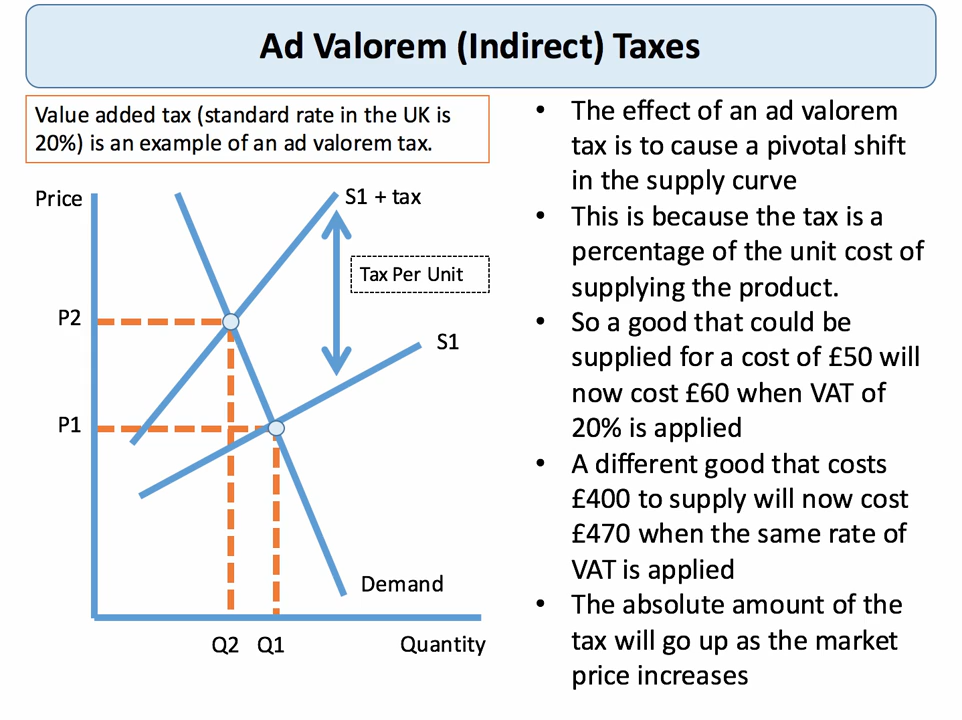 Ad Valorem (Indirect) Taxes
Value added tax (standard rate in the UK is
20%) is an example of an ad valorem tax.
Price
S1 + tax
Tax Per Unit
P2
S1
P1
Demand
Q2
Q1
Quantity
• The effect of an ad valorem
tax is to cause a pivotal shift
in the supply curve
• This is because the tax is a
percentage of the unit cost of
supplying the product.
• So a good that could be
supplied for a cost of £50 will
now cost £60 when VAT of
20% is applied
• A different good that costs
£400 to supply will now cost
£470 when the same rate of
VAT is applied
• The absolute amount of the
tax will go up as the market
price increases